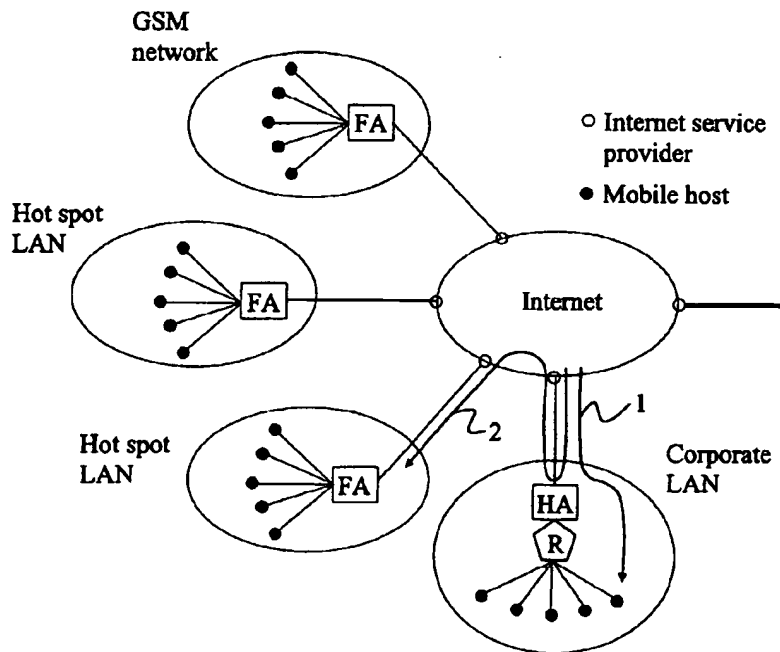 GSM
network
FA
Internet service
provider
Mobile host
Hot spot
LAN
FA
Internet
1
2
Hot spot
LAN
FA
Corporate
LAN
HA
R